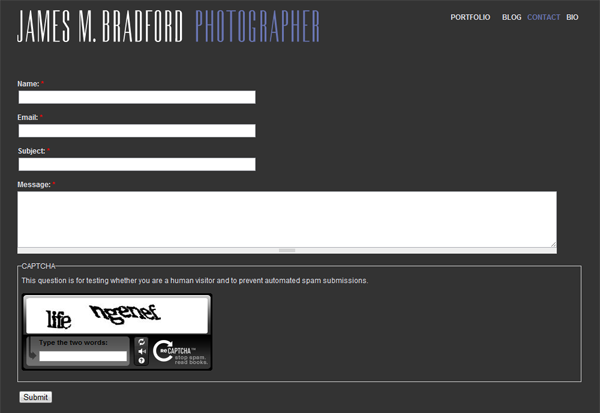 JAMES M. BRADFORD PHOTOGRAPHER
PORTFOLIO BLOG CONTACT BIO
Name: *
Email: *
Subject: *
Message: *
CAPTCHA
This question is for testing whether you are a human visitor and to prevent automated spam submissions.
life ngenef
Type the two words:
reCAPTCHA™
stop spam.
read books.
Submit